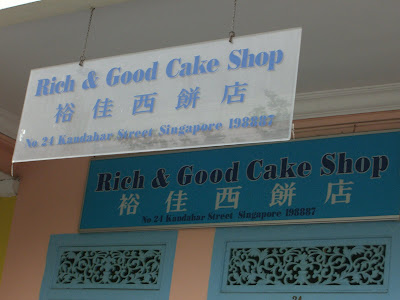 Rich & Good Cake Shop
裕佳西餅店
No.24 Kandahar Street Singapore 198887
Rich & Good Cake Shop
裕佳西餅店
No.24 Kandahar Street Singapore 198887